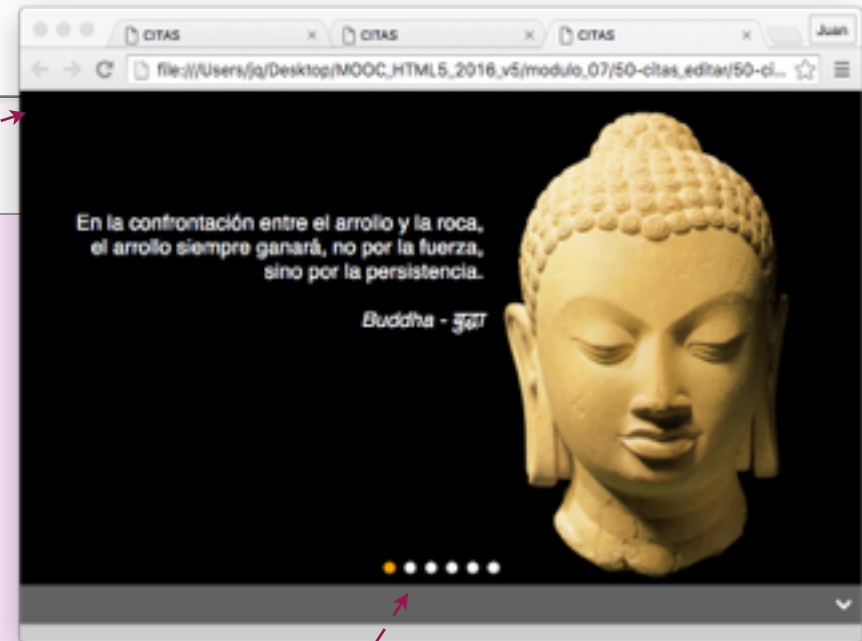 CITAS CITAS CITAS Juan
file:///Users/jq/Desktop/MOOC_HTML5_2016_v5/modulo_07/50-citas_editar/50-ci...
En la confrontación entre el arrollo y la roca,
el arrollo siempre ganará, no por la fuerza,
sino por la persistencia.
Buddha - बुद्धा